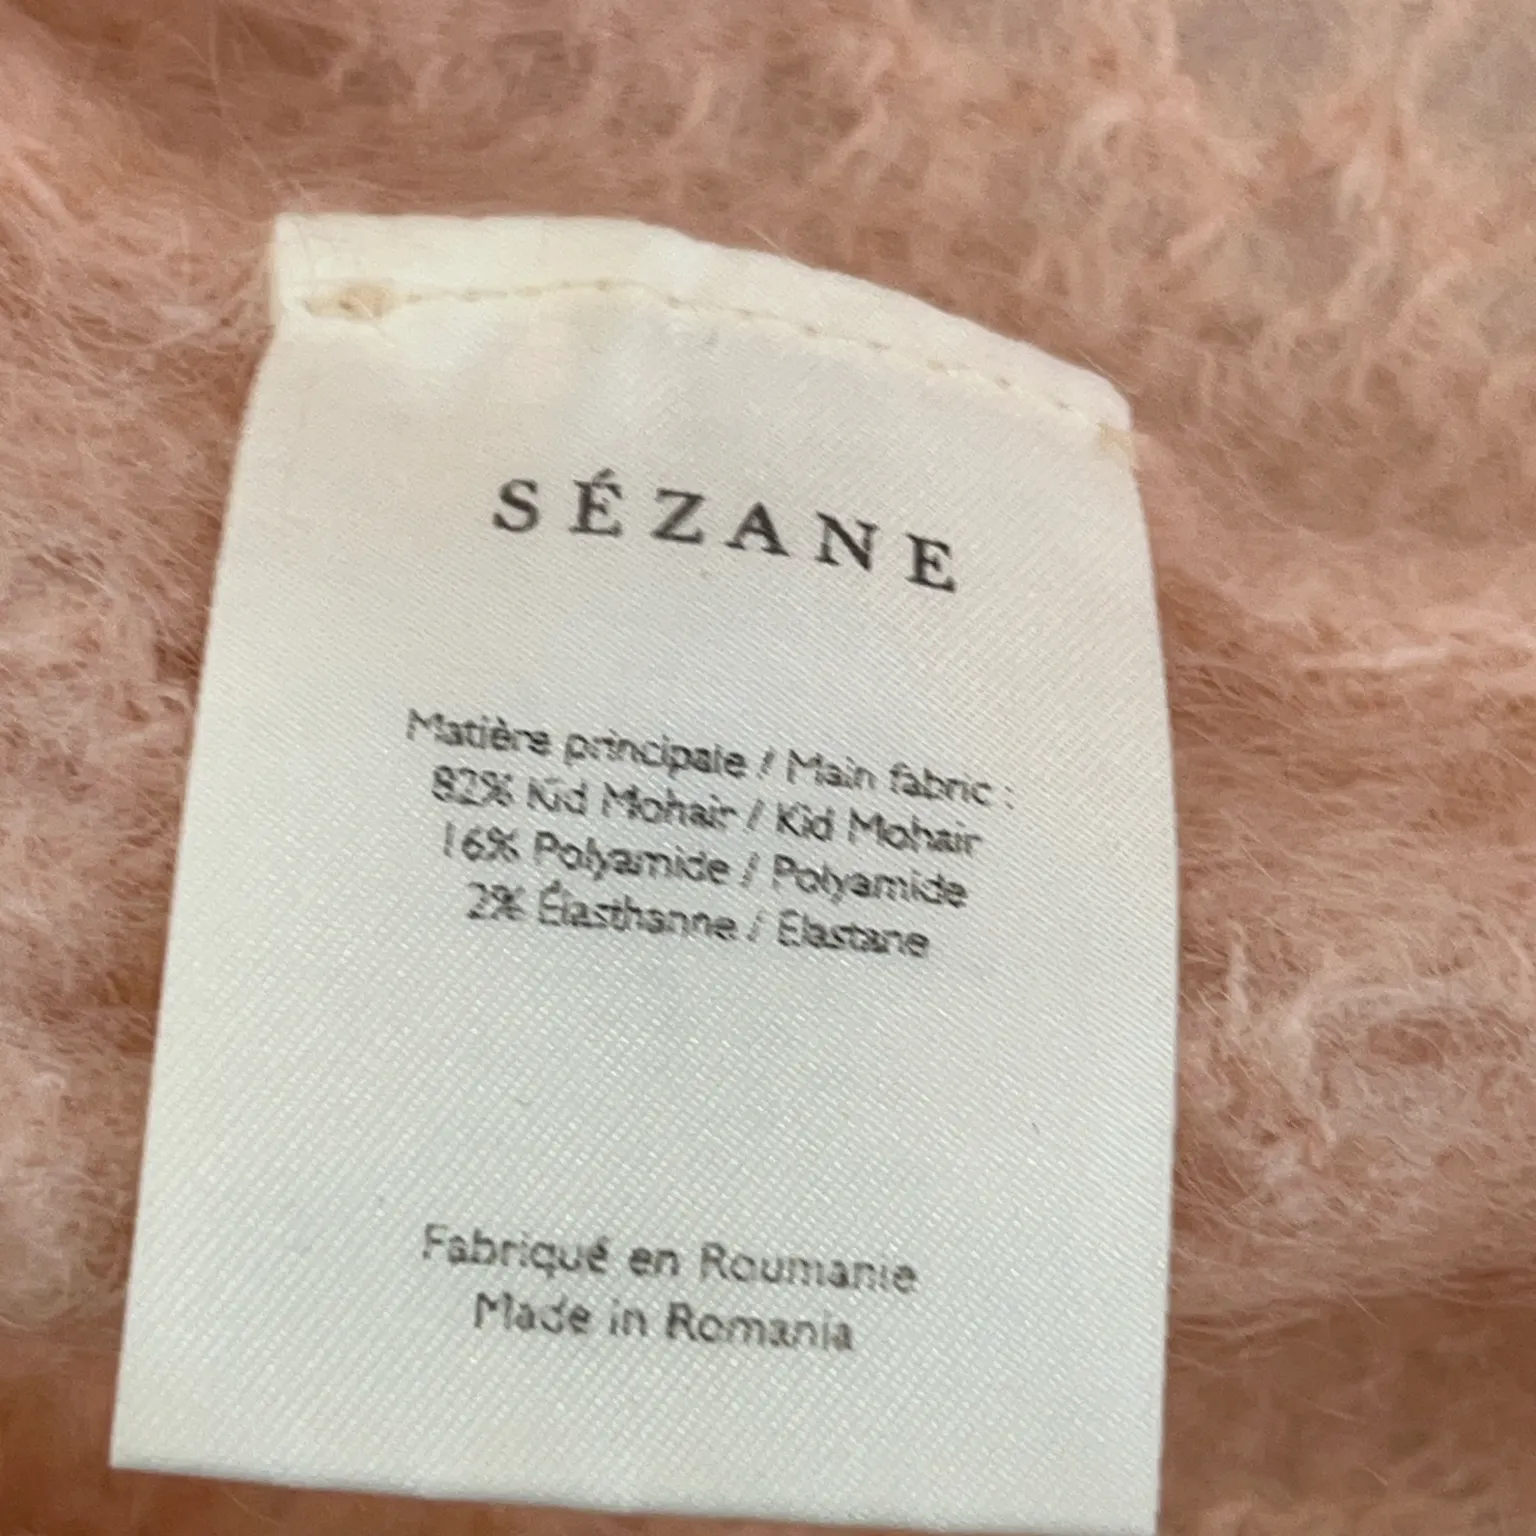 SÉZANE
Matière principale / Main fabric :
82% Kid Mohair / Kid Mohair
16% Polyamide / Polyamide
2% Élasthanne / Elastane
Fabriqué en Roumanie
Made in Romania